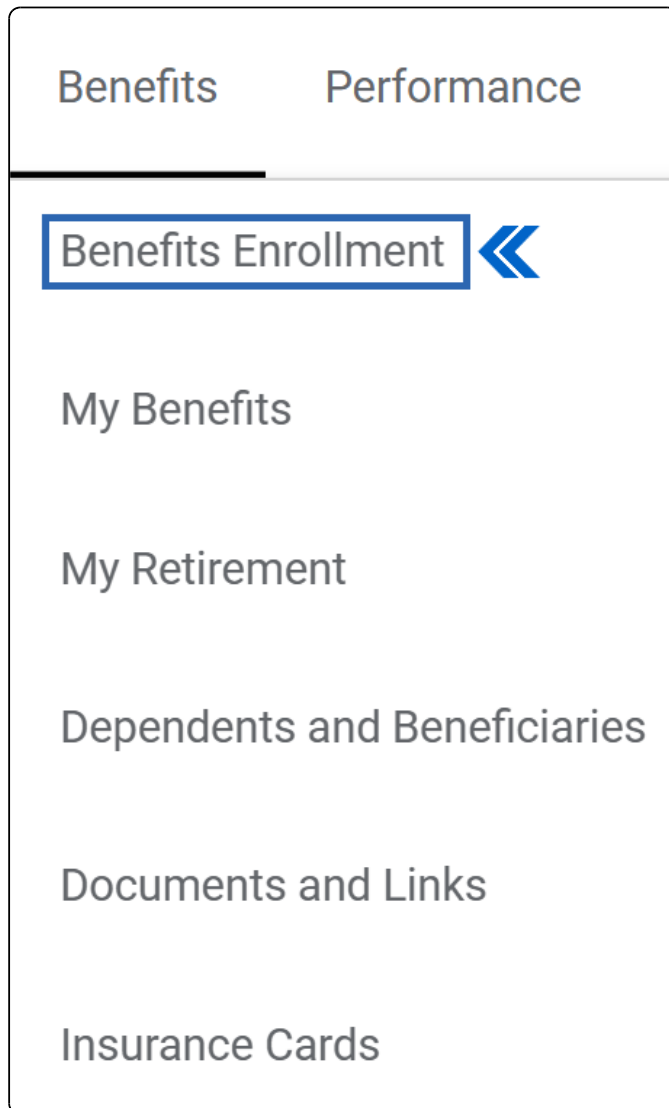 Benefits Performance
Benefits Enrollment
My Benefits
My Retirement
Dependents and Beneficiaries
Documents and Links
Insurance Cards